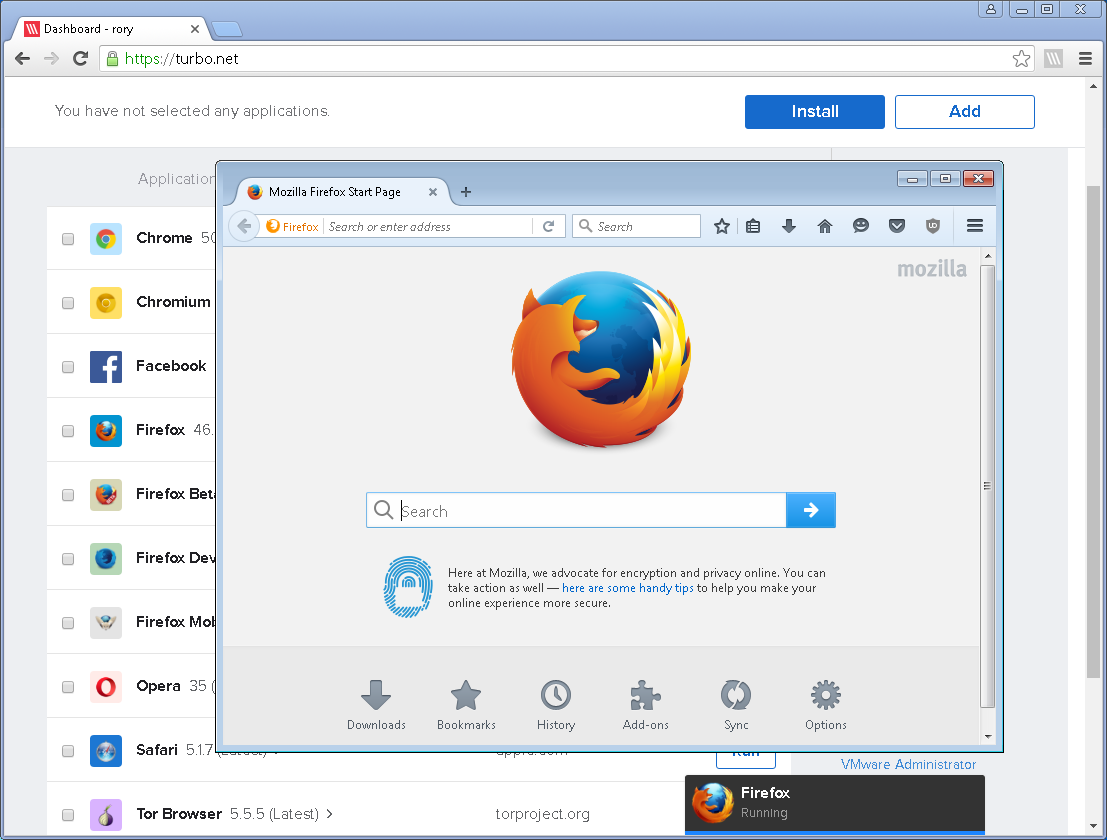 Dashboard - rory
https://turbo.net
You have not selected any applications.
Install
Add
Application
Chrome 50
Chromium
Facebook
Firefox 46.
Firefox Beta
Firefox Dev
Firefox Mob
Opera 35 (
Safari 5.1.7 (Latest) >
Run
VMware Administrator
Tor Browser 5.5.5 (Latest) >
torproject.org
Mozilla Firefox Start Page
Firefox
Search or enter address
Search
mozilla
Search
Here at Mozilla, we advocate for encryption and privacy online. You can
take action as well — here are some handy tips to help you make your
online experience more secure.
Downloads
Bookmarks
History
Add-ons
Sync
Options
Firefox
Running